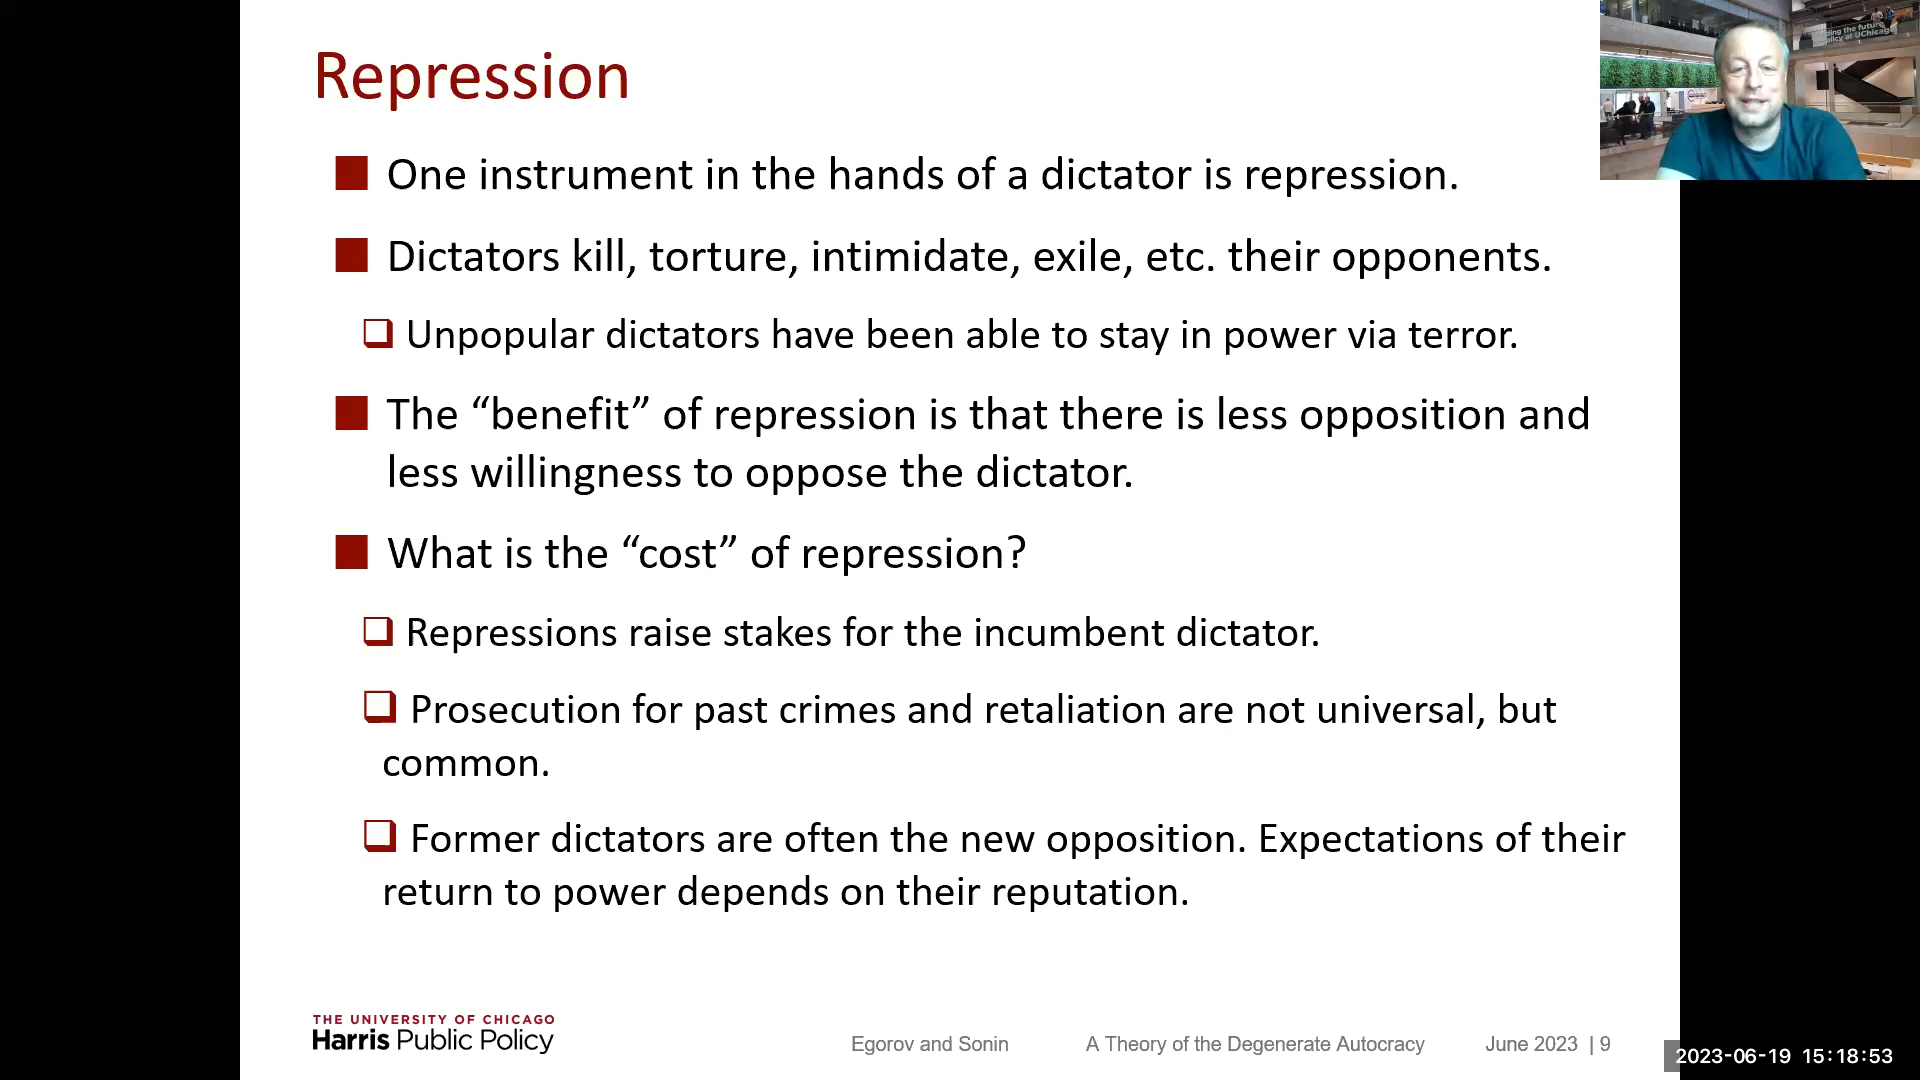 Repression
One instrument in the hands of a dictator is repression.
Dictators kill, torture, intimidate, exile, etc. their opponents.
Unpopular dictators have been able to stay in power via terror.
The “benefit” of repression is that there is less opposition and
less willingness to oppose the dictator.
What is the “cost” of repression?
Repressions raise stakes for the incumbent dictator.
Prosecution for past crimes and retaliation are not universal, but
common.
Former dictators are often the new opposition. Expectations of their
return to power depends on their reputation.
THE UNIVERSITY OF CHICAGO
Harris Public Policy
Egorov and Sonin A Theory of the Degenerate Autocracy June 2023 | 9
2023-06-19 15:18:53
the future
at UChicago